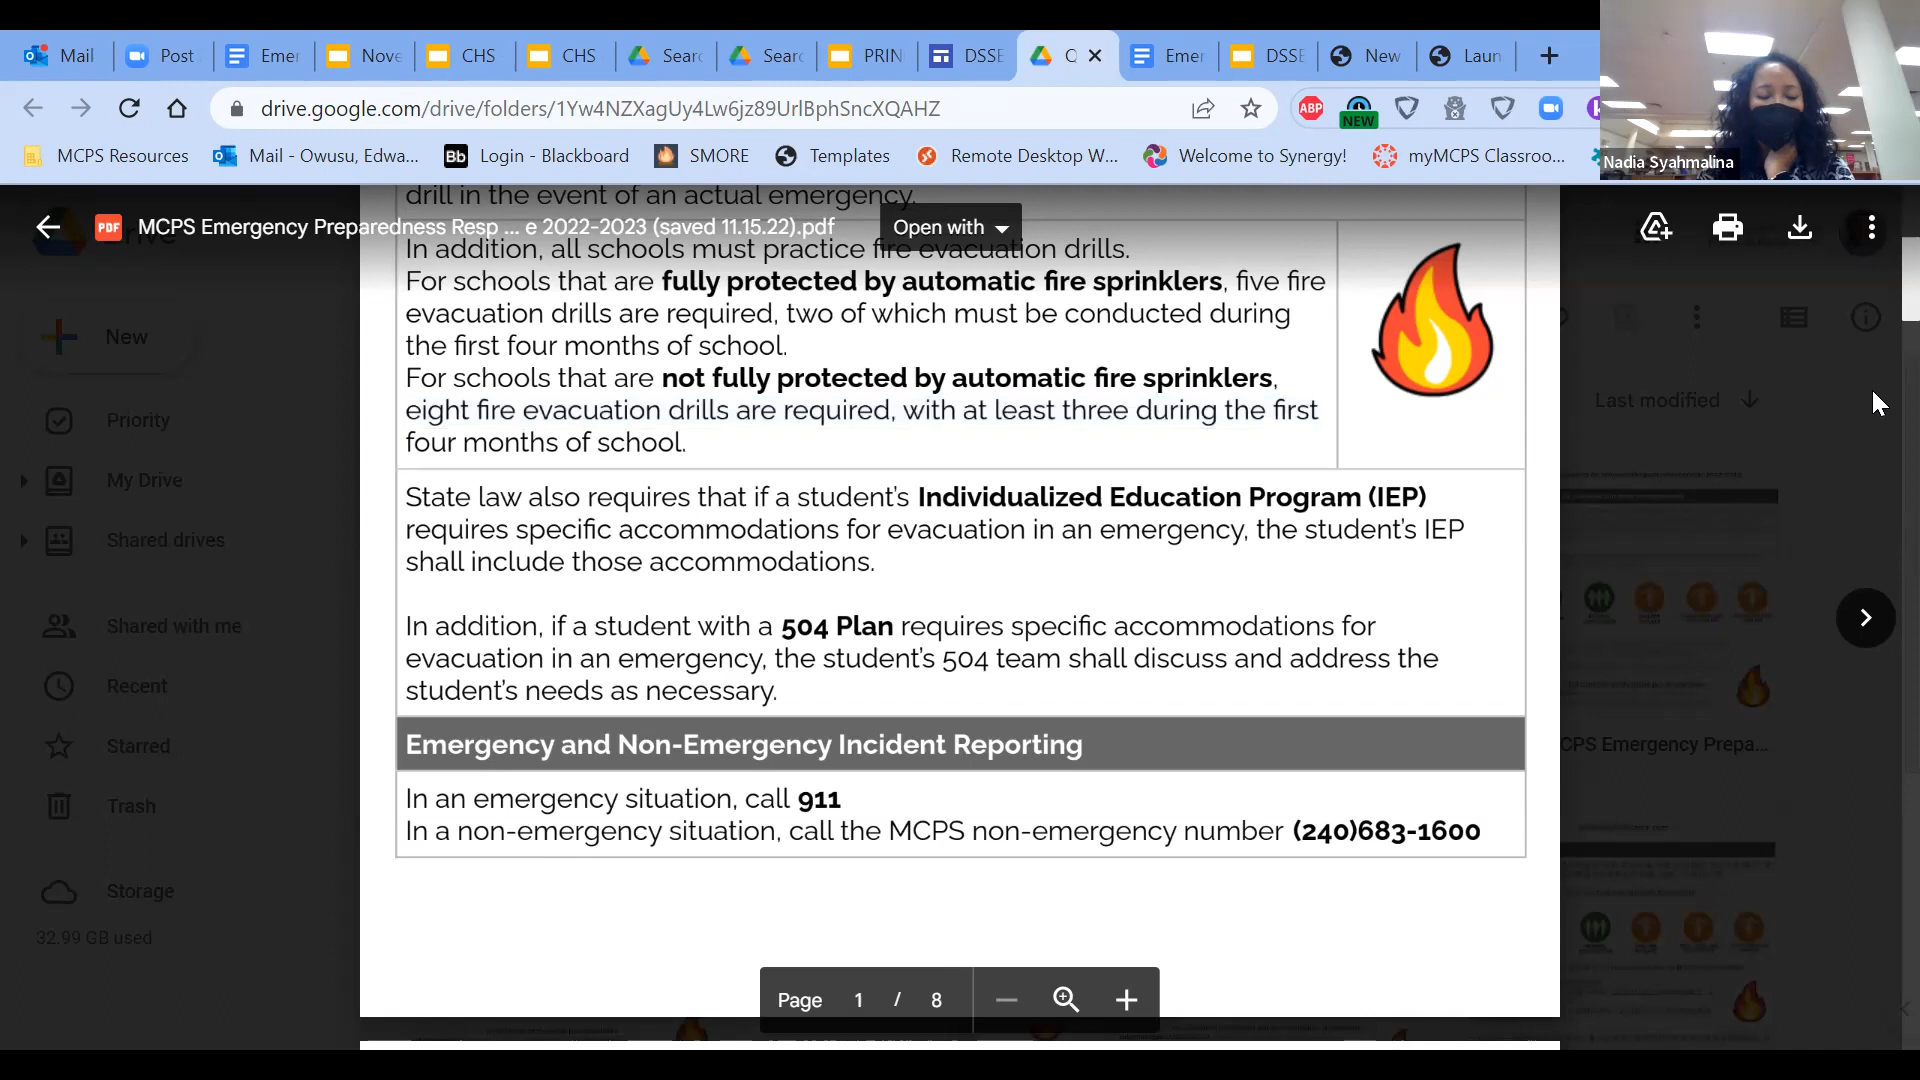 Mail
Post
Emer
Nove
CHS
CHS
Searc
Searc
PRIN
DSSE
Q
Emer
DSSE
New
Laun
drive.google.com/drive/folders/1Yw4NZXagUy4Lw6jz89UrlBphSncXQAHZ
ABP
NEW
MCPS Resources
Mail - Owusu, Edwa...
Bb
Login - Blackboard
SMORE
Templates
Remote Desktop W...
Welcome to Synergy!
myMCPS Classroo...
Nadia Syahmalina
drill in the event of an actual emergency.
PDF
MCPS Emergency Preparedness Resp ... e 2022-2023 (saved 11.15.22).pdf
Open with
In addition, all schools must practice fire evacuation drills.
For schools that are fully protected by automatic fire sprinklers, five fire
evacuation drills are required, two of which must be conducted during
the first four months of school.
For schools that are not fully protected by automatic fire sprinklers,
eight fire evacuation drills are required, with at least three during the first
four months of school.
State law also requires that if a student's Individualized Education Program (IEP)
requires specific accommodations for evacuation in an emergency, the student's IEP
shall include those accommodations.
In addition, if a student with a 504 Plan requires specific accommodations for
evacuation in an emergency, the student's 504 team shall discuss and address the
student's needs as necessary.
Emergency and Non-Emergency Incident Reporting
In an emergency situation, call 911
In a non-emergency situation, call the MCPS non-emergency number (240)683-1600
Page 1 / 8
New
Priority
My Drive
Shared drives
Shared with me
Recent
Starred
Trash
Storage
32.99 GB used
Last modified
CPS Emergency Prepa...